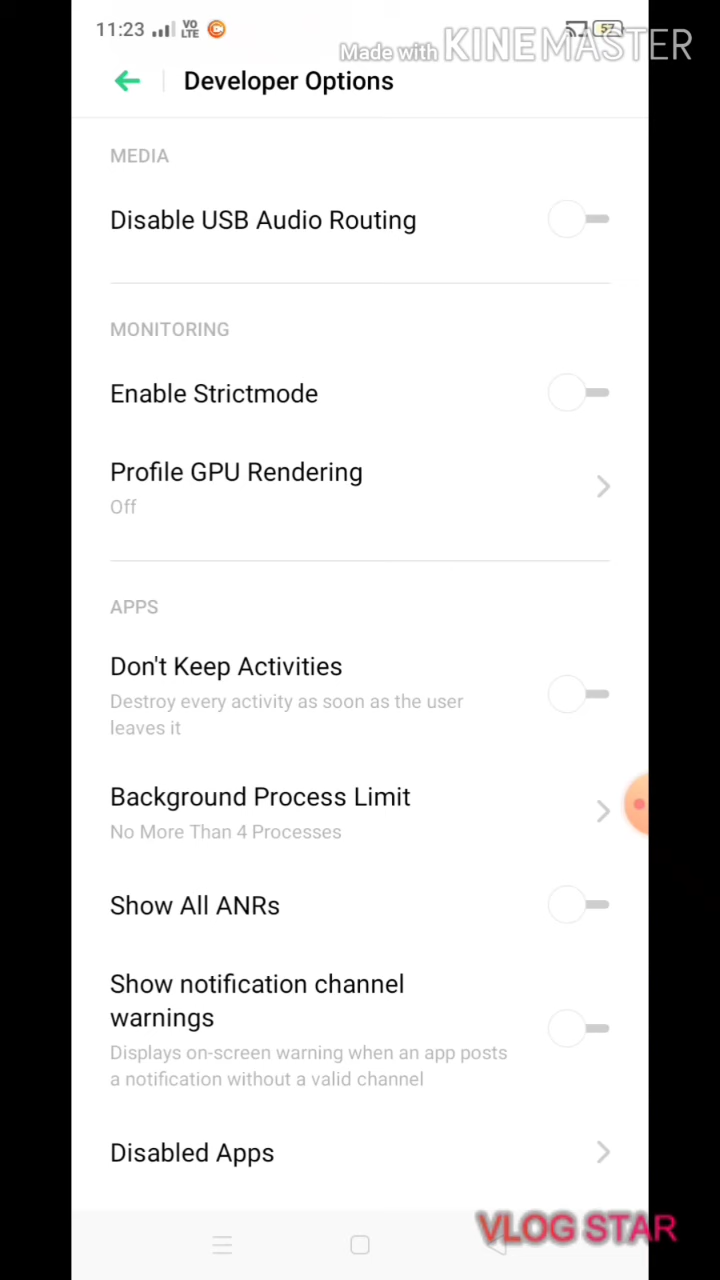 11:23 VO LTE 57
Made with KINEMASTER
Developer Options
MEDIA
Disable USB Audio Routing
MONITORING
Enable Strictmode
Profile GPU Rendering
Off
APPS
Don't Keep Activities
Destroy every activity as soon as the user
leaves it
Background Process Limit
No More Than 4 Processes
Show All ANRs
Show notification channel
warnings
Displays on-screen warning when an app posts
a notification without a valid channel
Disabled Apps
VLOG STAR